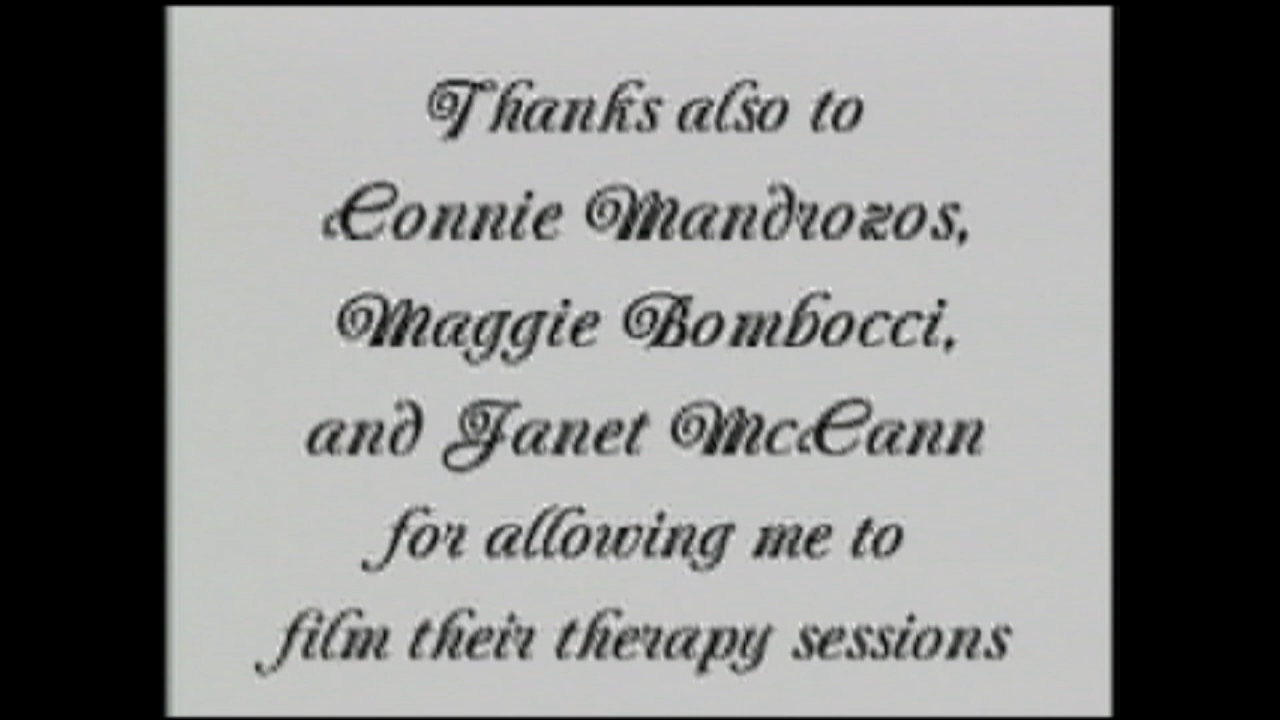 Thanks also to
Connie Mandrozos,
Maggie Bombocci,
and Janet McCann
for allowing me to
film their therapy sessions